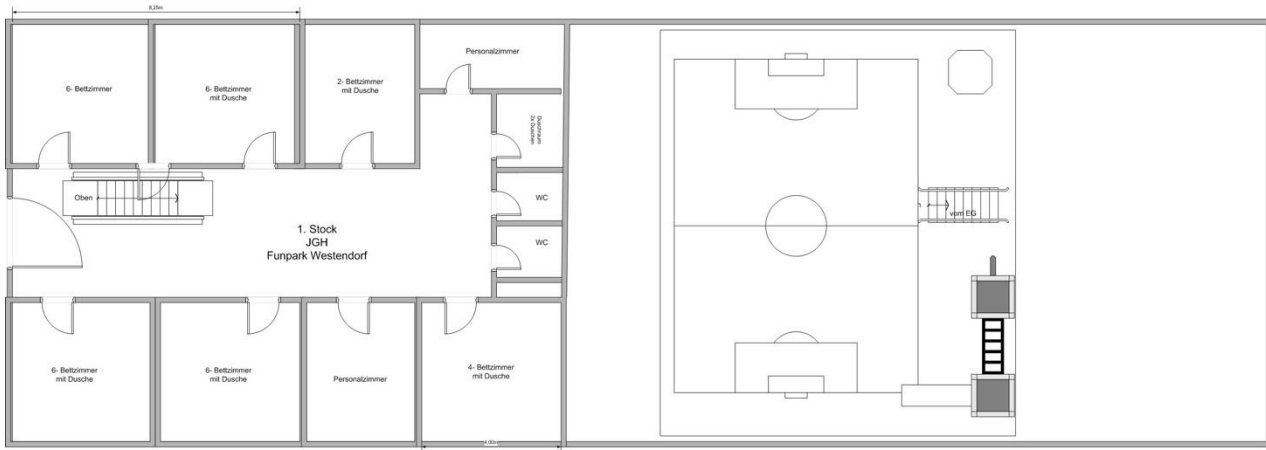 8,25m
Personalzimmer
6- Bettzimmer
6- Bettzimmer
mit Dusche
2- Bettzimmer
mit Dusche
Duschraum
2x Duschen
Oben
WC
vom EG
1. Stock
JGH
Funpark Westendorf
WC
6- Bettzimmer
mit Dusche
6- Bettzimmer
mit Dusche
Personalzimmer
4- Bettzimmer
mit Dusche
4,00m